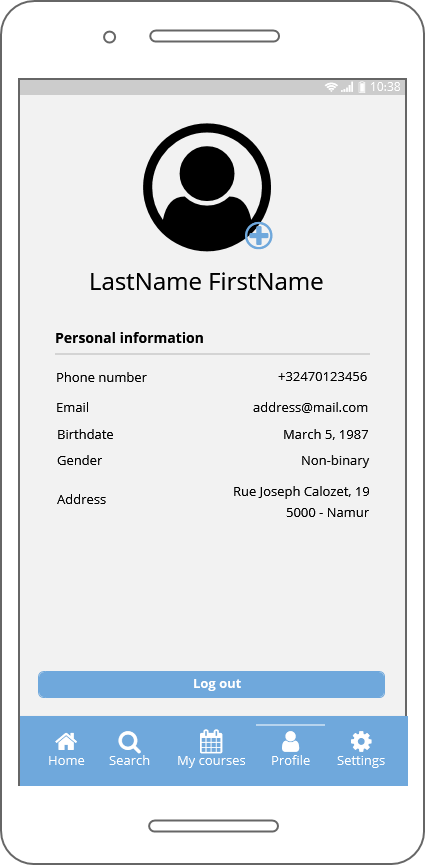 10:38
LastName FirstName
Personal information
Phone number +32470123456
Email address@mail.com
Birthdate March 5, 1987
Gender Non-binary
Address Rue Joseph Calozet, 19
5000 - Namur
Log out
Home Search My courses Profile Settings